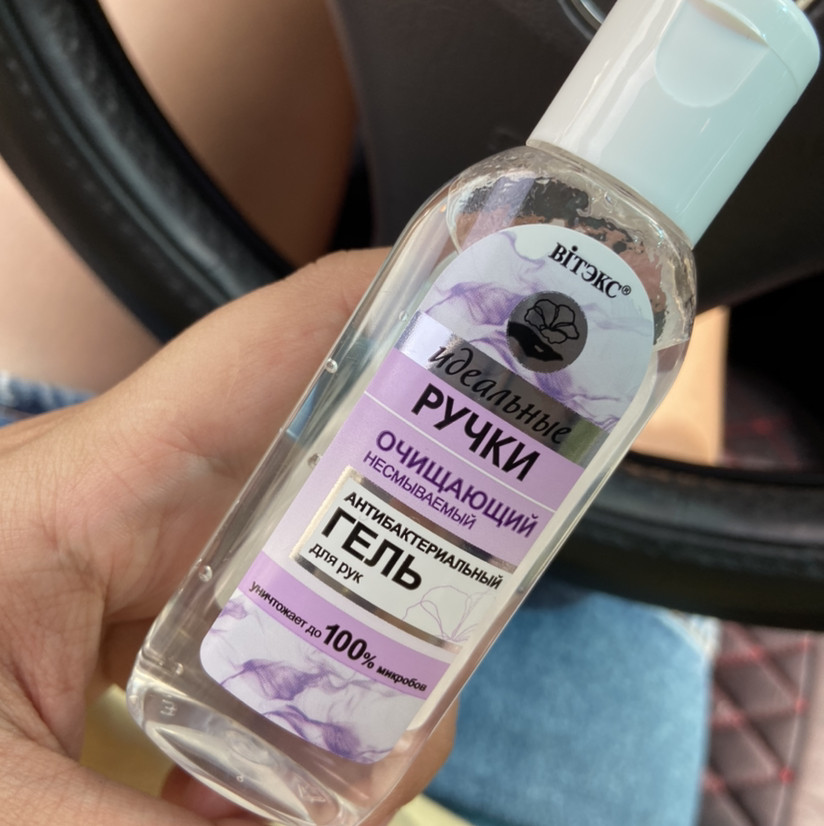 ВІТЭКС®
идеальные
РУЧКИ
ОЧИЩАЮЩИЙ
НЕСМЫВАЕМЫЙ
АНТИБАКТЕРИАЛЬНЫЙ
ГЕЛЬ
для рук
уничтожает до 100% микробов